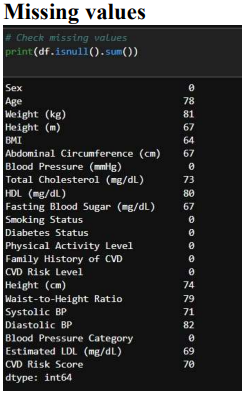 Missing values
# Check missing values
print(df.isnull().sum())
Sex 0
Age 78
Weight (kg) 81
Height (m) 67
BMI 64
Abdominal Circumference (cm) 67
Blood Pressure (mmHg) 0
Total Cholesterol (mg/dL) 73
HDL (mg/dL) 80
Fasting Blood Sugar (mg/dL) 67
Smoking Status 0
Diabetes Status 0
Physical Activity Level 0
Family History of CVD 0
CVD Risk Level 0
Height (cm) 74
Waist-to-Height Ratio 79
Systolic BP 71
Diastolic BP 82
Blood Pressure Category 0
Estimated LDL (mg/dL) 69
CVD Risk Score 70
dtype: int64